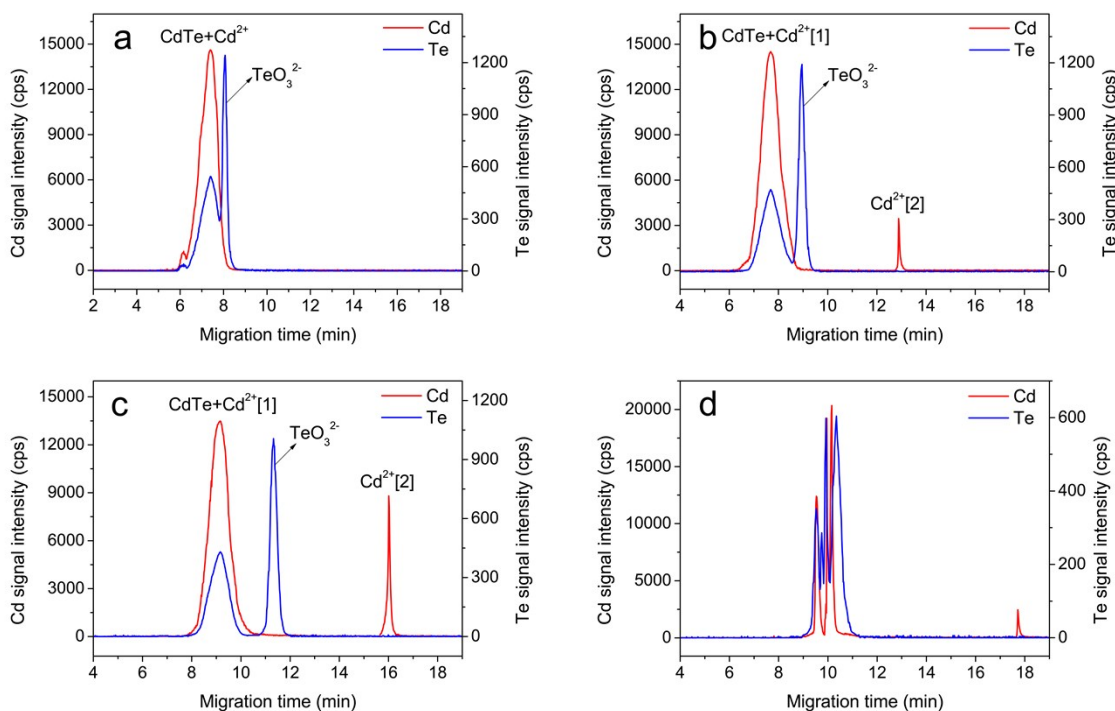 a
CdTe+Cd²⁺
Cd
Te
TeO₃²⁻
15000
12000
9000
6000
3000
0
1200
900
600
300
0
2 4 6 8 10 12 14 16 18
Cd signal intensity (cps)
Te signal intensity (cps)
Migration time (min)
b
CdTe+Cd²⁺[1]
Cd
Te
TeO₃²⁻
Cd²⁺[2]
15000
12000
9000
6000
3000
0
1200
900
600
300
0
4 6 8 10 12 14 16 18
Cd signal intensity (cps)
Te signal intensity (cps)
Migration time (min)
c
CdTe+Cd²⁺[1]
Cd
Te
TeO₃²⁻
Cd²⁺[2]
15000
12000
9000
6000
3000
0
1200
900
600
300
0
4 6 8 10 12 14 16 18
Cd signal intensity (cps)
Te signal intensity (cps)
Migration time (min)
d
Cd
Te
20000
15000
10000
5000
0
600
400
200
0
4 6 8 10 12 14 16 18
Cd signal intensity (cps)
Te signal intensity (cps)
Migration time (min)